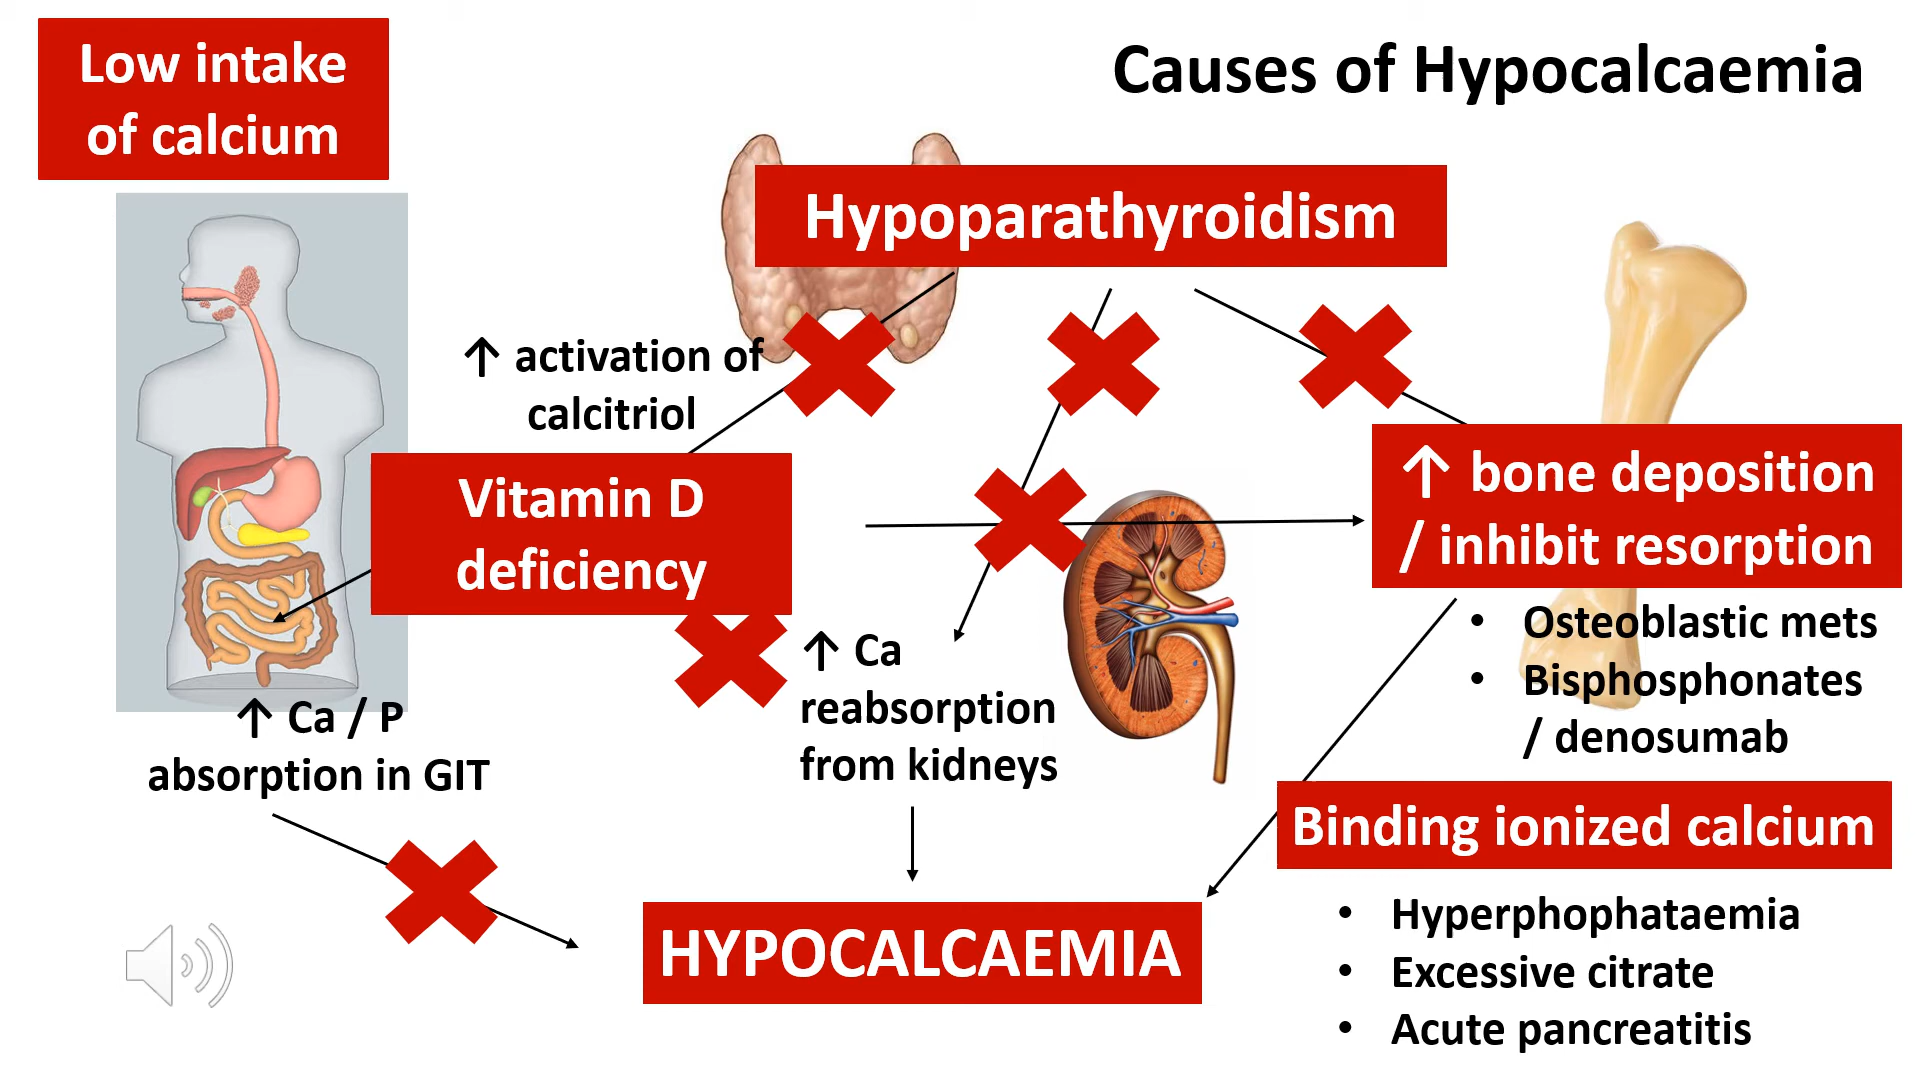 Low intake
of calcium
Causes of Hypocalcaemia
Hypoparathyroidism
↑ activation of
calcitriol
Vitamin D
deficiency
↑ bone deposition
/ inhibit resorption
• Osteoblastic mets
• Bisphosphonates
/ denosumab
↑ Ca
reabsorption
from kidneys
↑ Ca / P
absorption in GIT
Binding ionized calcium
• Hyperphophataemia
• Excessive citrate
• Acute pancreatitis
HYPOCALCAEMIA